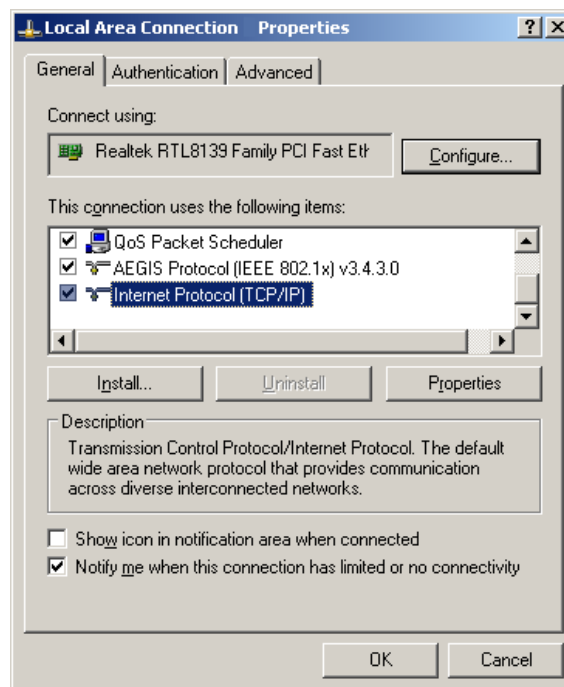 Local Area Connection Properties
General Authentication Advanced
Connect using:
Realtek RTL8139 Family PCI Fast Eth
Configure...
This connection uses the following items:
QoS Packet Scheduler
AEGIS Protocol (IEEE 802.1x) v3.4.3.0
Internet Protocol (TCP/IP)
Install... Uninstall Properties
Description
Transmission Control Protocol/Internet Protocol. The default
wide area network protocol that provides communication
across diverse interconnected networks.
Show icon in notification area when connected
Notify me when this connection has limited or no connectivity
OK Cancel